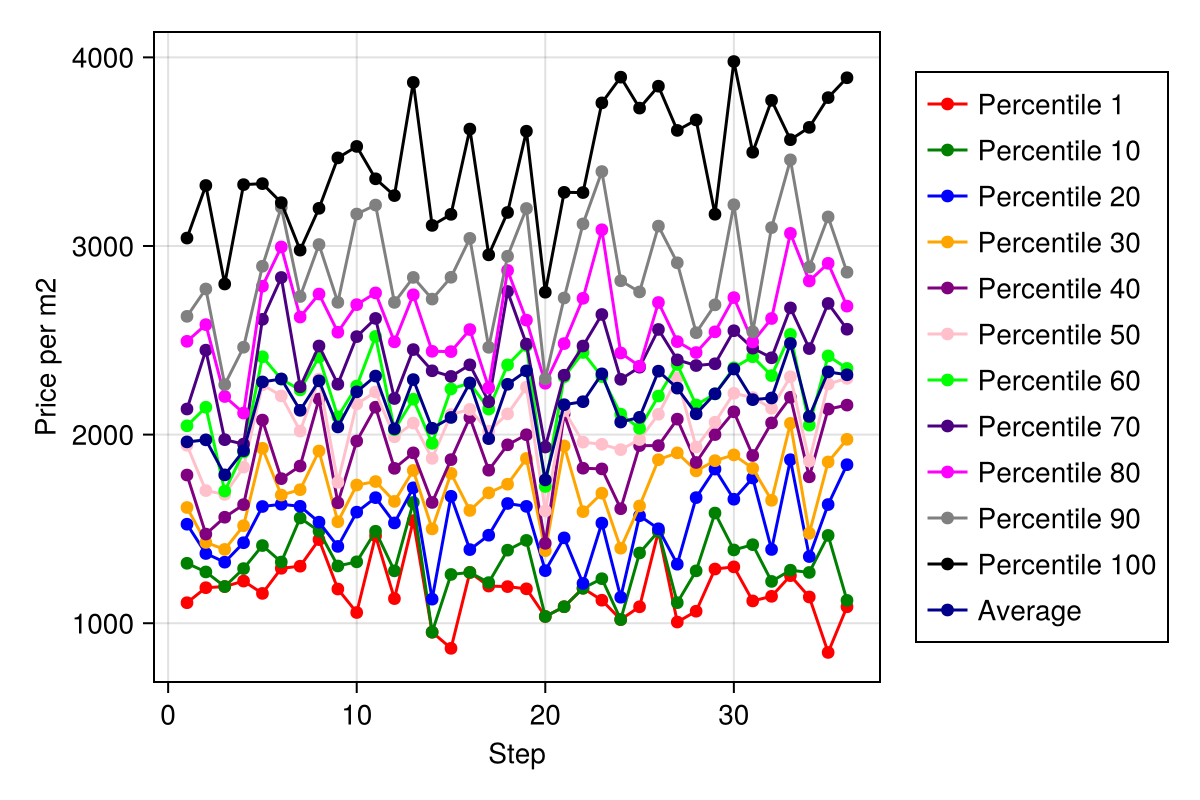 4000
3000
2000
1000
Price per m2
0 10 20 30
Step
Percentile 1
Percentile 10
Percentile 20
Percentile 30
Percentile 40
Percentile 50
Percentile 60
Percentile 70
Percentile 80
Percentile 90
Percentile 100
Average